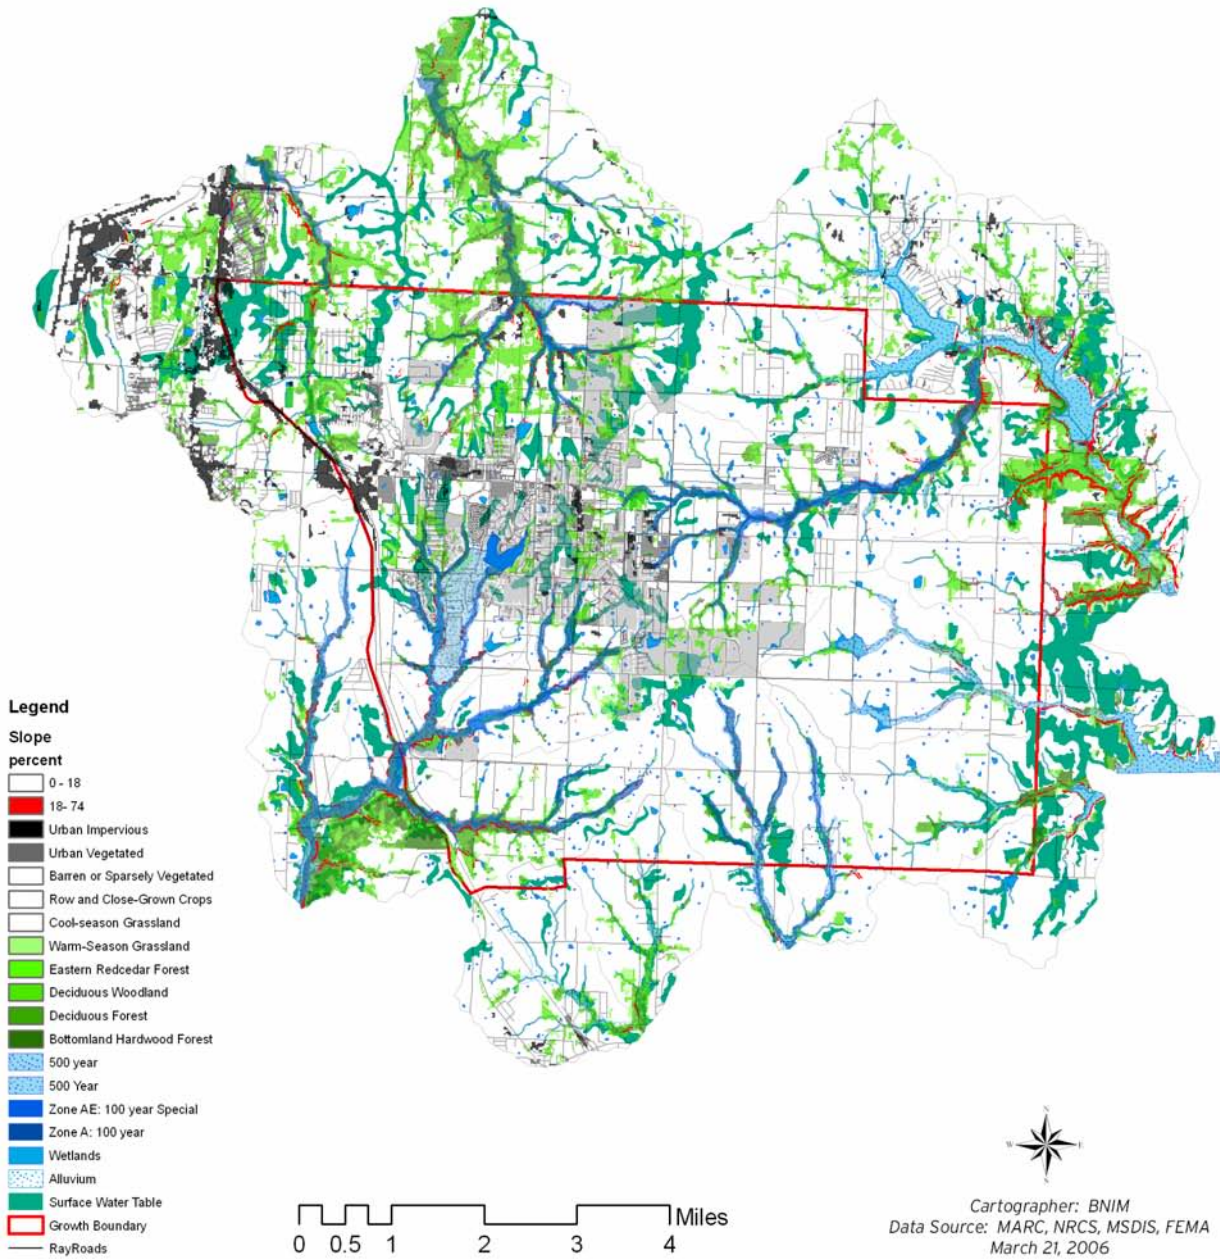 Legend
Slope
percent
0 - 18
18- 74
Urban Impervious
Urban Vegetated
Barren or Sparsely Vegetated
Row and Close-Grown Crops
Cool-season Grassland
Warm-Season Grassland
Eastern Redcedar Forest
Deciduous Woodland
Deciduous Forest
Bottomland Hardwood Forest
500 year
500 Year
Zone AE: 100 year Special
Zone A: 100 year
Wetlands
Alluvium
Surface Water Table
Growth Boundary
RayRoads
Miles
0 0.5 1 2 3 4
N
W E
S
Cartographer: BNIM
Data Source: MARC, NRCS, MSDIS, FEMA
March 21, 2006